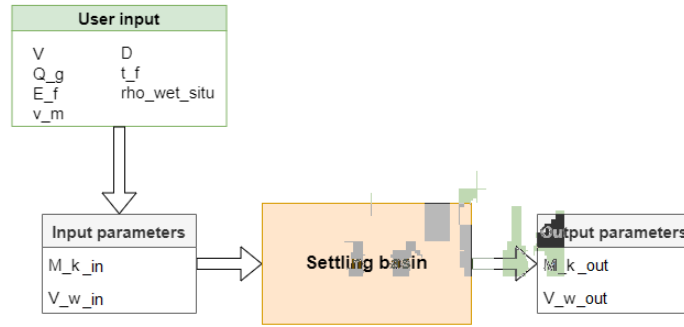 User input
V D
Q_g t_f
E_f rho_wet_situ
v_m
Input parameters
M_k_in
V_w_in
Settling basin
Output parameters
M_k_out
V_w_out